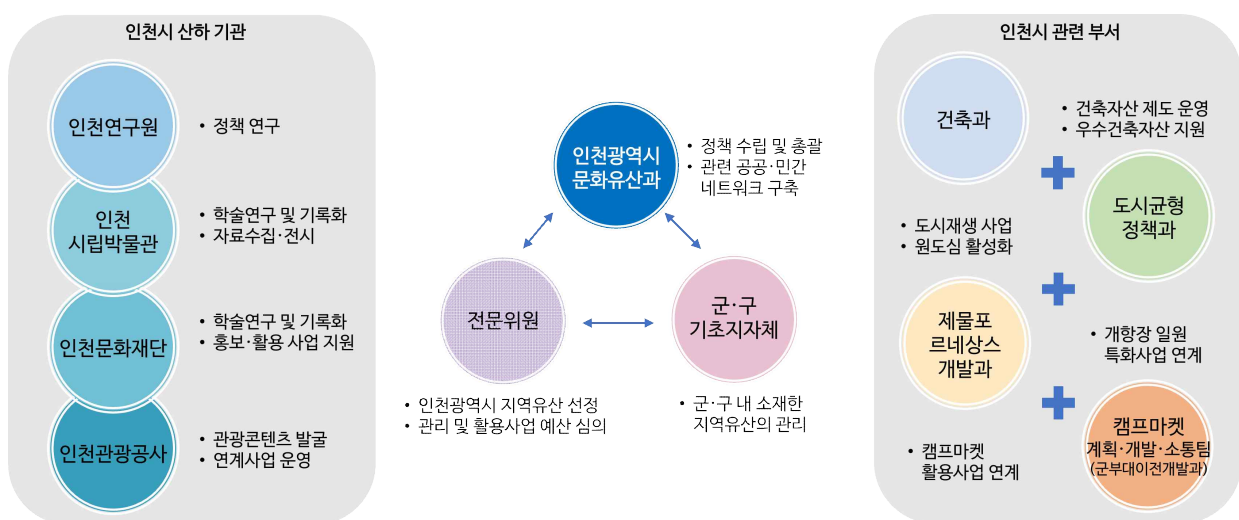 인천시 산하 기관
인천연구원
• 정책 연구
인천
시립박물관
• 학술연구 및 기록화
• 자료수집·전시
인천문화재단
• 학술연구 및 기록화
• 홍보·활용 사업 지원
인천관광공사
• 관광콘텐츠 발굴
• 연계사업 운영
인천광역시
문화유산과
• 정책 수립 및 총괄
• 관련 공공·민간
네트워크 구축
전문위원
• 인천광역시 지역유산 선정
• 관리 및 활용사업 예산 심의
군·구
기초지자체
• 군·구 내 소재한
지역유산의 관리
인천시 관련 부서
건축과
• 건축자산 제도 운영
• 우수건축자산 지원
도시균형
정책과
• 도시재생 사업
• 원도심 활성화
제물포
르네상스
개발과
• 개항장 일원
특화사업 연계
캠프마켓
계획·개발·소통팀
(군부대이전개발과)
• 캠프마켓
활용사업 연계